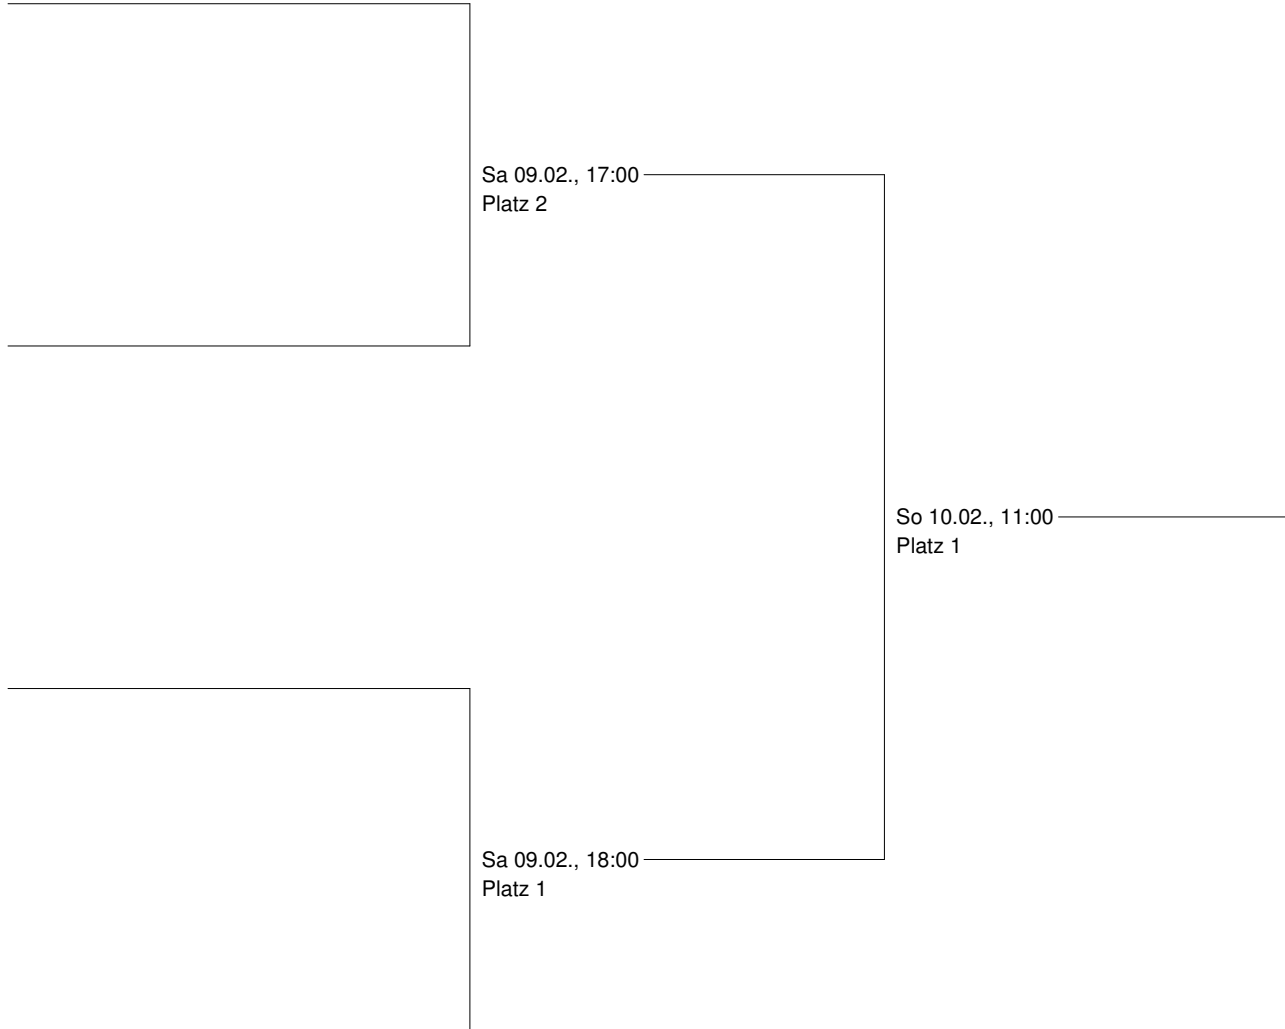 Sa 09.02., 17:00
Platz 2
So 10.02., 11:00
Platz 1
Sa 09.02., 18:00
Platz 1